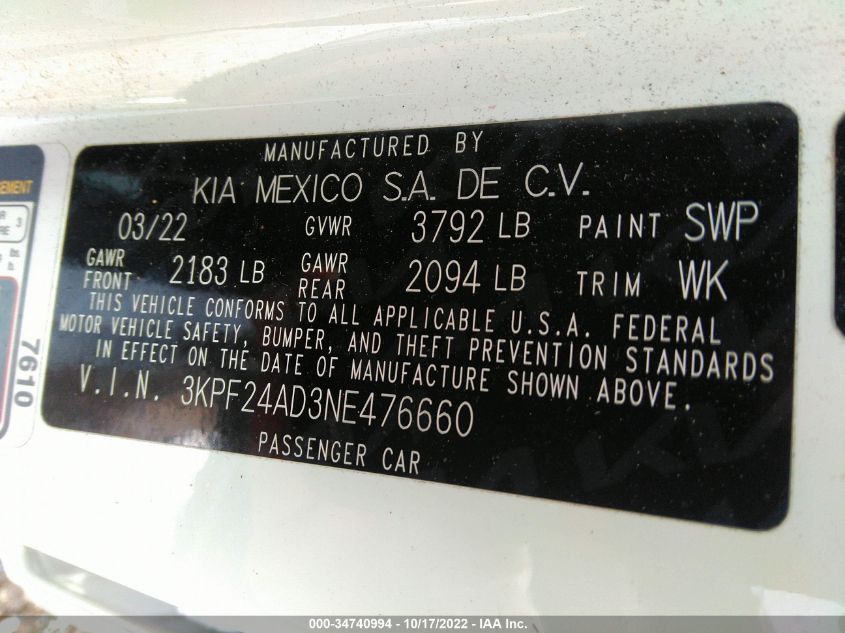 MANUFACTURED BY
KIA MEXICO S.A. DE C.V.
03/22 GVWR 3792 LB PAINT SWP
GAWR FRONT 2183 LB GAWR REAR 2094 LB TRIM WK
THIS VEHICLE CONFORMS TO ALL APPLICABLE U.S.A. FEDERAL
MOTOR VEHICLE SAFETY, BUMPER, AND THEFT PREVENTION STANDARDS
IN EFFECT ON THE DATE OF MANUFACTURE SHOWN ABOVE.
V.I.N. 3KPF24AD3NE476660
PASSENGER CAR
7610
3
000-34740994 - 10/17/2022 - IAA Inc.